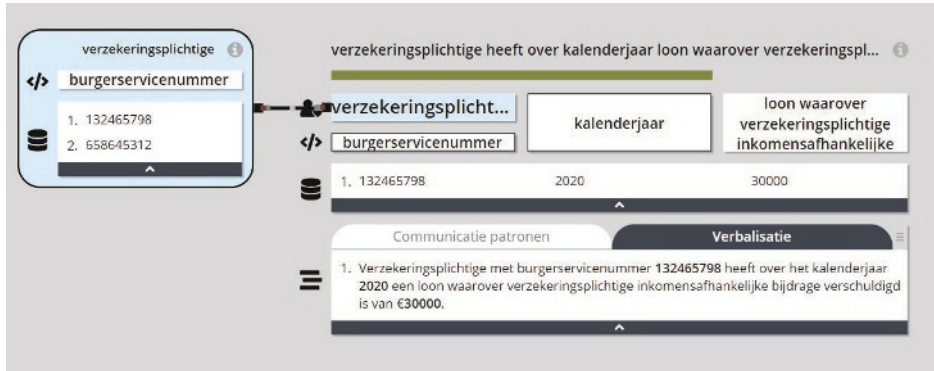 verzekeringsplichtige
</>
burgerservicenummer
1. 132465798
2. 658645312
verzekeringsplichtige heeft over kalenderjaar loon waarover verzekeringspl...
verzekeringsplicht...
</>
burgerservicenummer
kalenderjaar
loon waarover
verzekeringsplichtige
inkomensafhankelijke
1. 132465798 2020 30000
Communicatie patronen
Verbalisatie
1. Verzekeringsplichtige met burgerservicenummer 132465798 heeft over het kalenderjaar
2020 een loon waarover verzekeringsplichtige inkomensafhankelijke bijdrage verschuldigd
is van €30000.